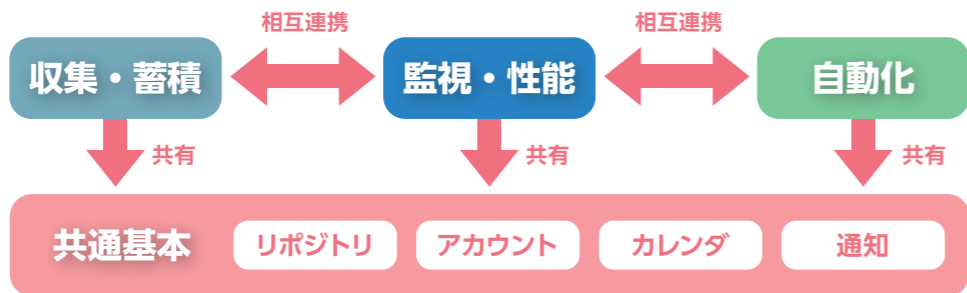 相互連携
相互連携
収集・蓄積
監視・性能
自動化
共有
共有
共有
共通基本
リポジトリ
アカウント
カレンダ
通知